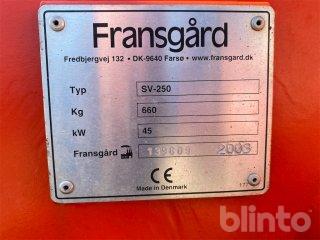 Fransgård
Fredbjergvej 132 • DK-9640 Farsø • www.fransgard.dk
Typ SV-250
Kg 660
kW 45
Fransgård 2003
CE
Made in Denmark
blinto